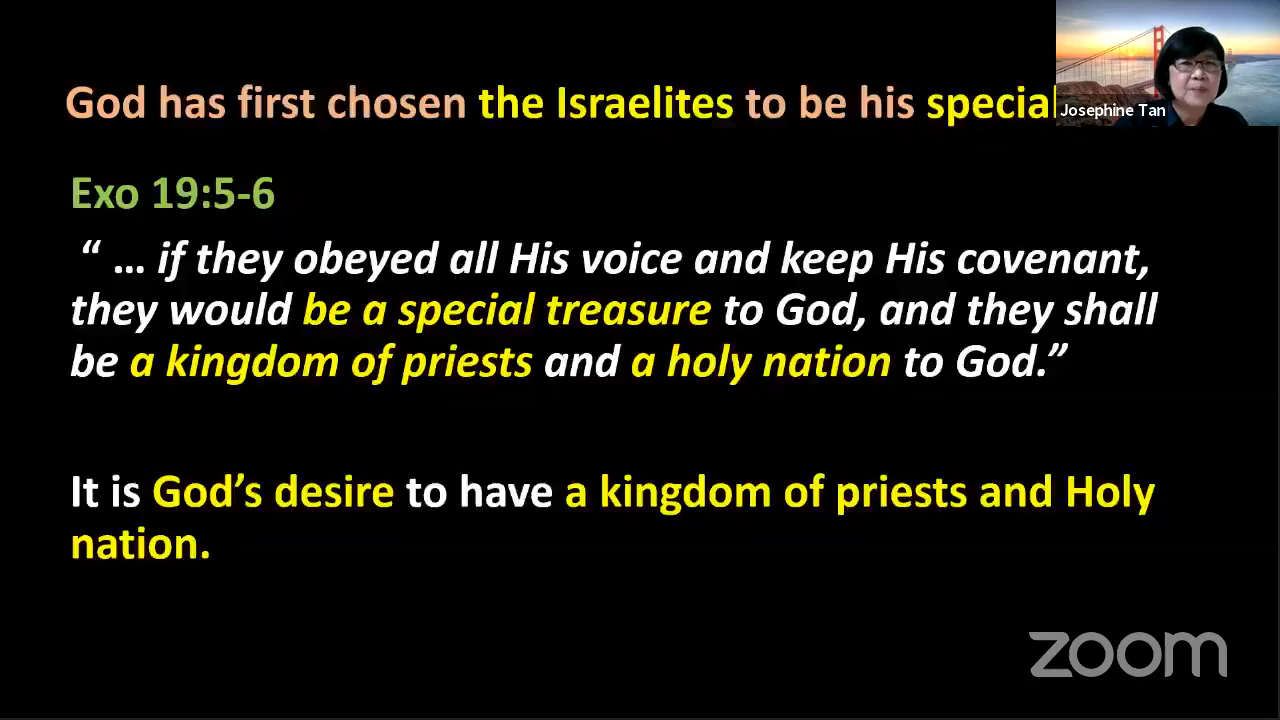 God has first chosen the Israelites to be his special
Josephine Tan
Exo 19:5-6
“ ... if they obeyed all His voice and keep His covenant,
they would be a special treasure to God, and they shall
be a kingdom of priests and a holy nation to God.”
It is God’s desire to have a kingdom of priests and Holy
nation.
zoom